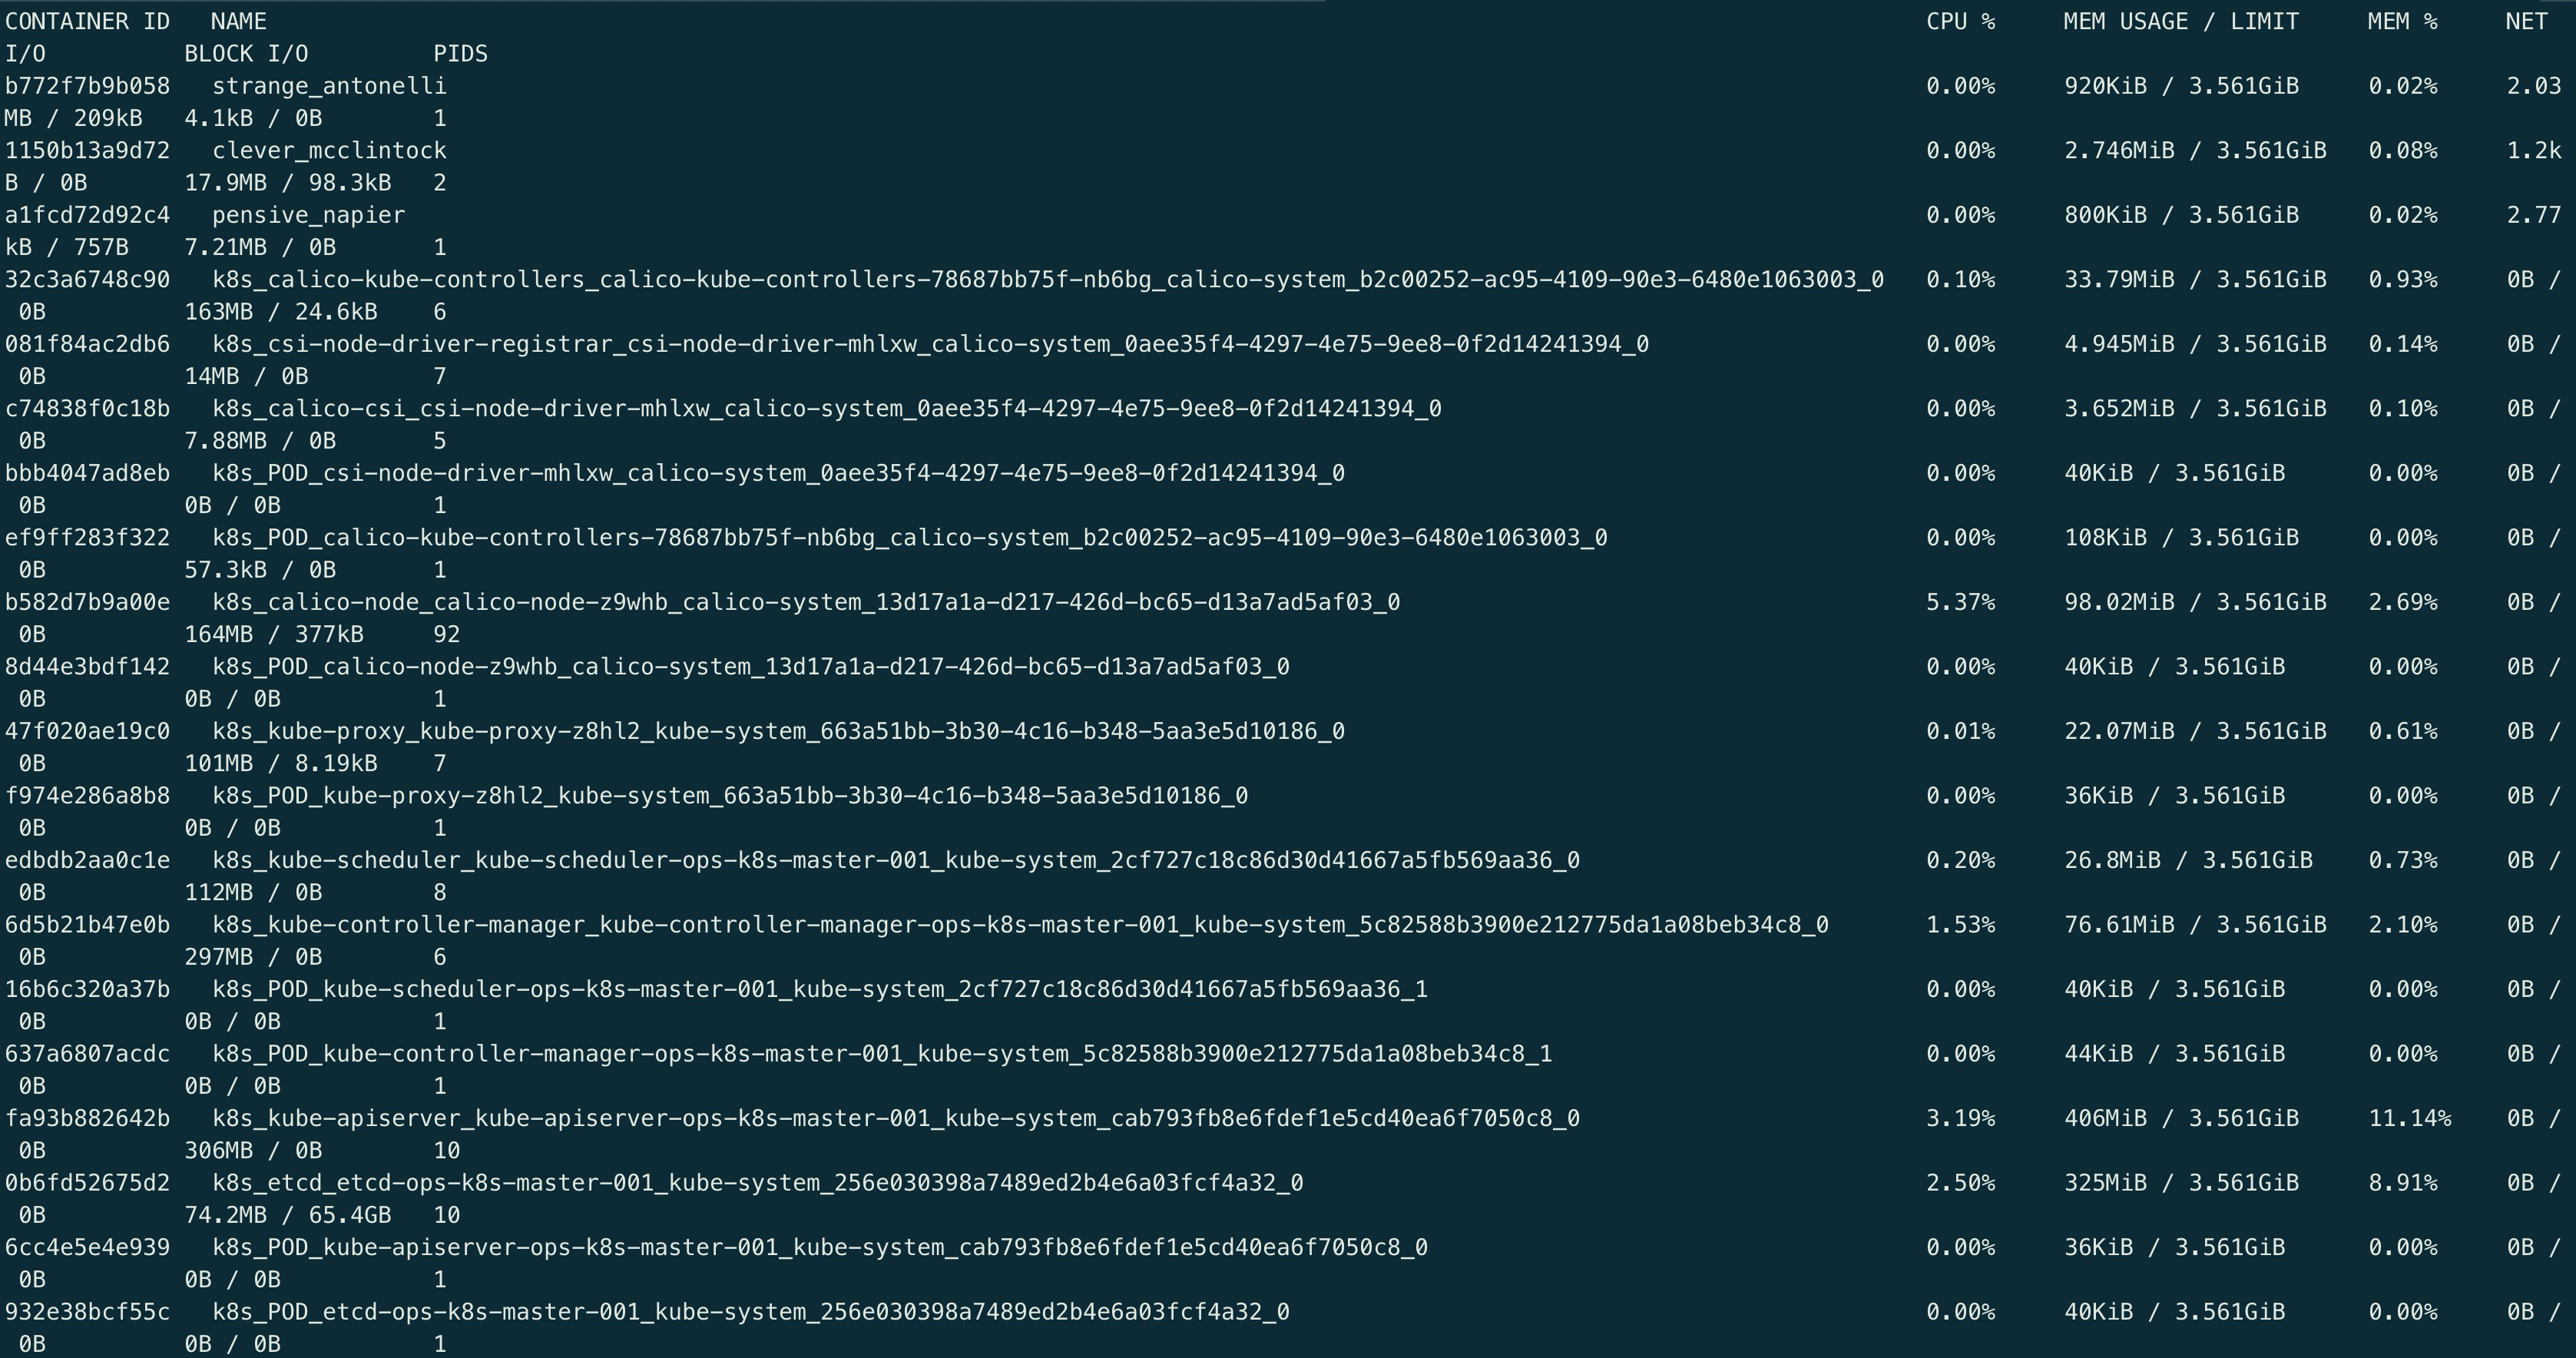 CONTAINER ID   NAME   CPU %   MEM USAGE / LIMIT   MEM %   NET
I/O   BLOCK I/O   PIDS
b772f7b9b058   strange_antonelli   0.00%   920KiB / 3.561GiB   0.02%   2.03
MB / 209kB   4.1kB / 0B   1
1150b13a9d72   clever_mcclintock   0.00%   2.746MiB / 3.561GiB   0.08%   1.2k
B / 0B   17.9MB / 98.3kB   2
a1fcd72d92c4   pensive_napier   0.00%   800KiB / 3.561GiB   0.02%   2.77
kB / 757B   7.21MB / 0B   1
32c3a6748c90   k8s_calico-kube-controllers_calico-kube-controllers-78687bb75f-nb6bg_calico-system_b2c00252-ac95-4109-90e3-6480e1063003_0   0.10%   33.79MiB / 3.561GiB   0.93%   0B /
0B   163MB / 24.6kB   6
081f84ac2db6   k8s_csi-node-driver-registrar_csi-node-driver-mhlxw_calico-system_0aee35f4-4297-4e75-9ee8-0f2d14241394_0   0.00%   4.945MiB / 3.561GiB   0.14%   0B /
0B   14MB / 0B   7
c74838f0c18b   k8s_calico-csi_csi-node-driver-mhlxw_calico-system_0aee35f4-4297-4e75-9ee8-0f2d14241394_0   0.00%   3.652MiB / 3.561GiB   0.10%   0B /
0B   7.88MB / 0B   5
bbb4047ad8eb   k8s_POD_csi-node-driver-mhlxw_calico-system_0aee35f4-4297-4e75-9ee8-0f2d14241394_0   0.00%   40KiB / 3.561GiB   0.00%   0B /
0B   0B / 0B   1
ef9ff283f322   k8s_POD_calico-kube-controllers-78687bb75f-nb6bg_calico-system_b2c00252-ac95-4109-90e3-6480e1063003_0   0.00%   108KiB / 3.561GiB   0.00%   0B /
0B   57.3kB / 0B   1
b582d7b9a00e   k8s_calico-node_calico-node-z9whb_calico-system_13d17a1a-d217-426d-bc65-d13a7ad5af03_0   5.37%   98.02MiB / 3.561GiB   2.69%   0B /
0B   164MB / 377kB   92
8d44e3bdf142   k8s_POD_calico-node-z9whb_calico-system_13d17a1a-d217-426d-bc65-d13a7ad5af03_0   0.00%   40KiB / 3.561GiB   0.00%   0B /
0B   0B / 0B   1
47f020ae19c0   k8s_kube-proxy_kube-proxy-z8hl2_kube-system_663a51bb-3b30-4c16-b348-5aa3e5d10186_0   0.01%   22.07MiB / 3.561GiB   0.61%   0B /
0B   101MB / 8.19kB   7
f974e286a8b8   k8s_POD_kube-proxy-z8hl2_kube-system_663a51bb-3b30-4c16-b348-5aa3e5d10186_0   0.00%   36KiB / 3.561GiB   0.00%   0B /
0B   0B / 0B   1
edbdb2aa0c1e   k8s_kube-scheduler_kube-scheduler-ops-k8s-master-001_kube-system_2cf727c18c86d30d41667a5fb569aa36_0   0.20%   26.8MiB / 3.561GiB   0.73%   0B /
0B   112MB / 0B   8
6d5b21b47e0b   k8s_kube-controller-manager_kube-controller-manager-ops-k8s-master-001_kube-system_5c82588b3900e212775da1a08beb34c8_0   1.53%   76.61MiB / 3.561GiB   2.10%   0B /
0B   297MB / 0B   6
16b6c320a37b   k8s_POD_kube-scheduler-ops-k8s-master-001_kube-system_2cf727c18c86d30d41667a5fb569aa36_1   0.00%   40KiB / 3.561GiB   0.00%   0B /
0B   0B / 0B   1
637a6807acdc   k8s_POD_kube-controller-manager-ops-k8s-master-001_kube-system_5c82588b3900e212775da1a08beb34c8_1   0.00%   44KiB / 3.561GiB   0.00%   0B /
0B   0B / 0B   1
fa93b882642b   k8s_kube-apiserver_kube-apiserver-ops-k8s-master-001_kube-system_cab793fb8e6fdef1e5cd40ea6f7050c8_0   3.19%   406MiB / 3.561GiB   11.14%   0B /
0B   306MB / 0B   10
0b6fd52675d2   k8s_etcd_etcd-ops-k8s-master-001_kube-system_256e030398a7489ed2b4e6a03fcf4a32_0   2.50%   325MiB / 3.561GiB   8.91%   0B /
0B   74.2MB / 65.4GB   10
6cc4e5e4e939   k8s_POD_kube-apiserver-ops-k8s-master-001_kube-system_cab793fb8e6fdef1e5cd40ea6f7050c8_0   0.00%   36KiB / 3.561GiB   0.00%   0B /
0B   0B / 0B   1
932e38bcf55c   k8s_POD_etcd-ops-k8s-master-001_kube-system_256e030398a7489ed2b4e6a03fcf4a32_0   0.00%   40KiB / 3.561GiB   0.00%   0B /
0B   0B / 0B   1